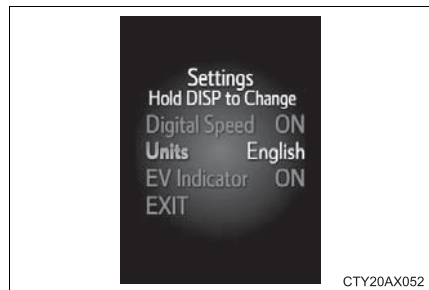 Settings
Hold DISP to Change
Digital Speed ON
Units English
EV Indicator ON
EXIT
CTY20AX052